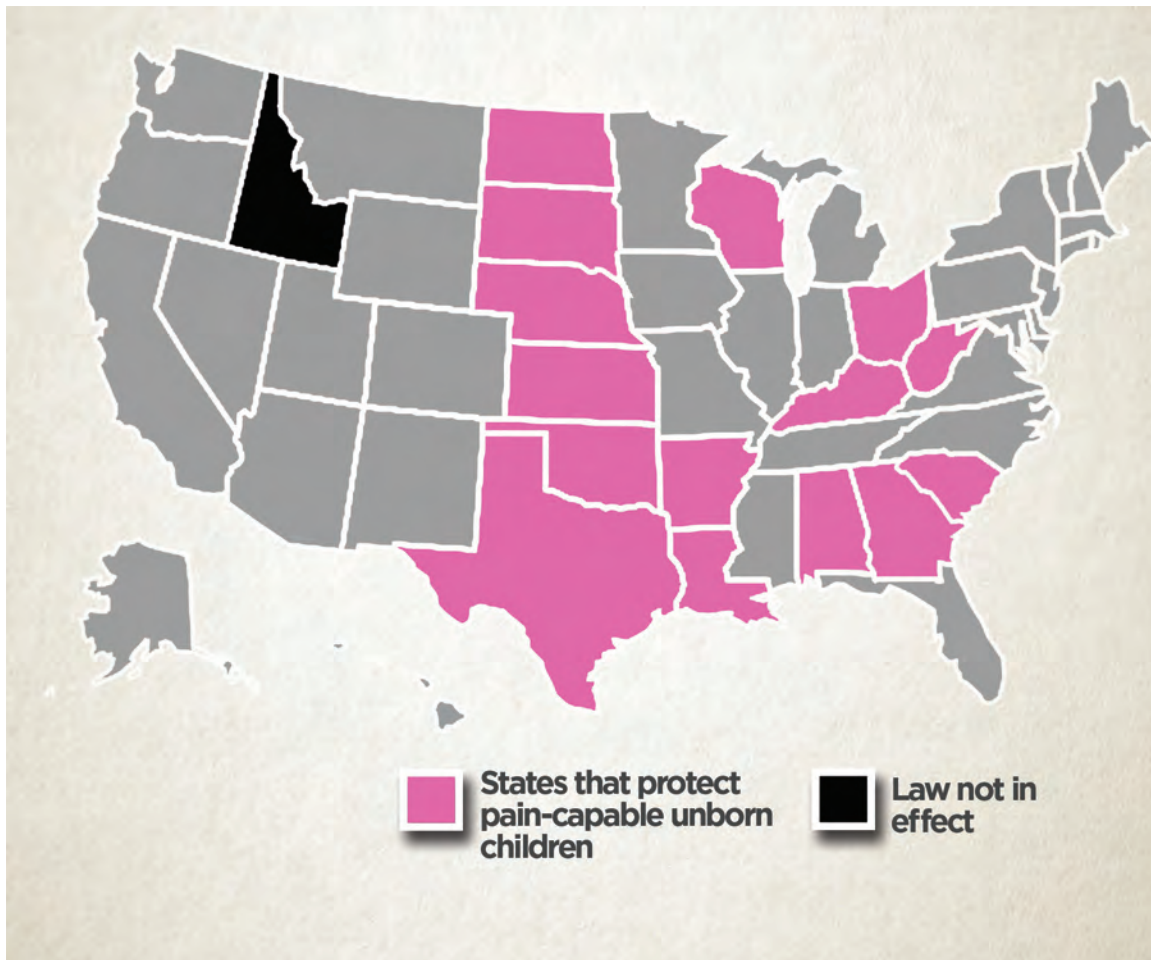 States that protect
pain-capable unborn
children
Law not in
effect